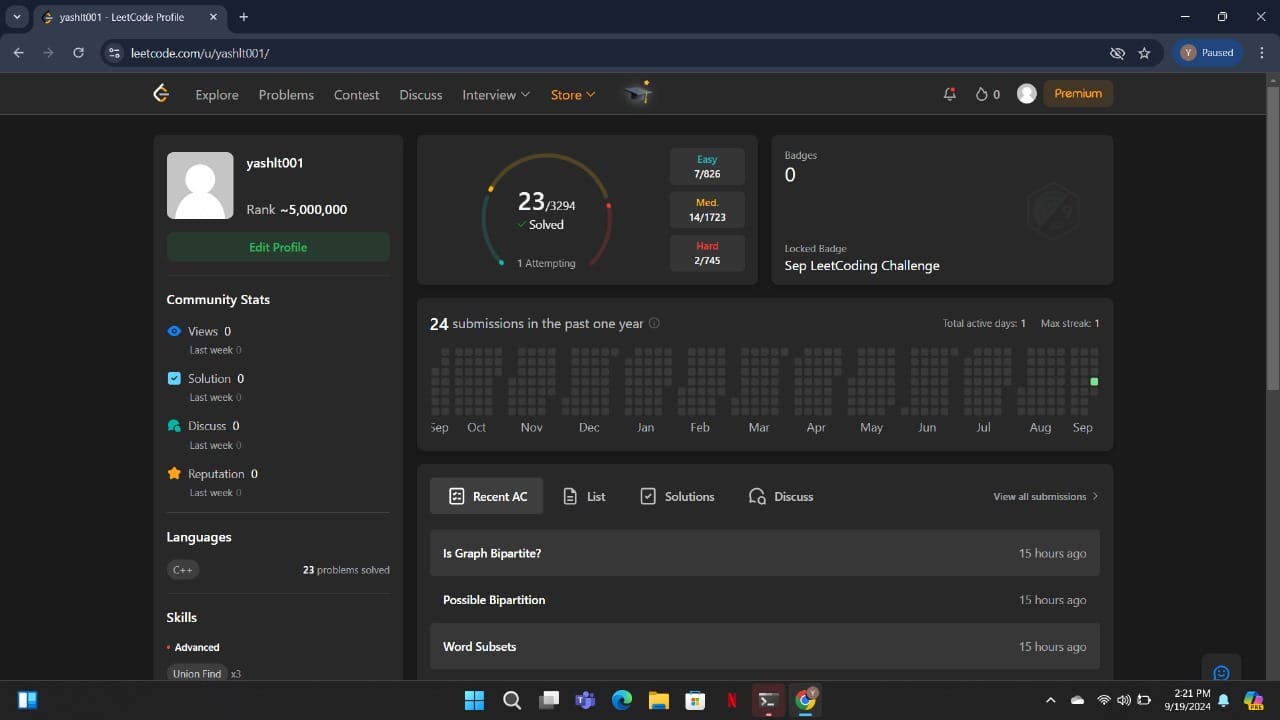 yashlt001 - LeetCode Profile
leetcode.com/u/yashlt001/
Y Paused
Explore Problems Contest Discuss Interview Store
0
Premium
yashlt001
Rank ~5,000,000
Edit Profile
Community Stats
Views 0
Last week 0
Solution 0
Last week 0
Discuss 0
Last week 0
Reputation 0
Last week 0
Languages
C++ 23 problems solved
Skills
Advanced
Union Find x3
23/3294
Solved
1 Attempting
Easy
7/826
Med.
14/1723
Hard
2/745
Badges
0
Locked Badge
Sep LeetCoding Challenge
24 submissions in the past one year
Total active days: 1 Max streak: 1
Sep Oct Nov Dec Jan Feb Mar Apr May Jun Jul Aug Sep
Recent AC List Solutions Discuss View all submissions
Is Graph Bipartite? 15 hours ago
Possible Bipartition 15 hours ago
Word Subsets 15 hours ago
2:21 PM
9/19/2024